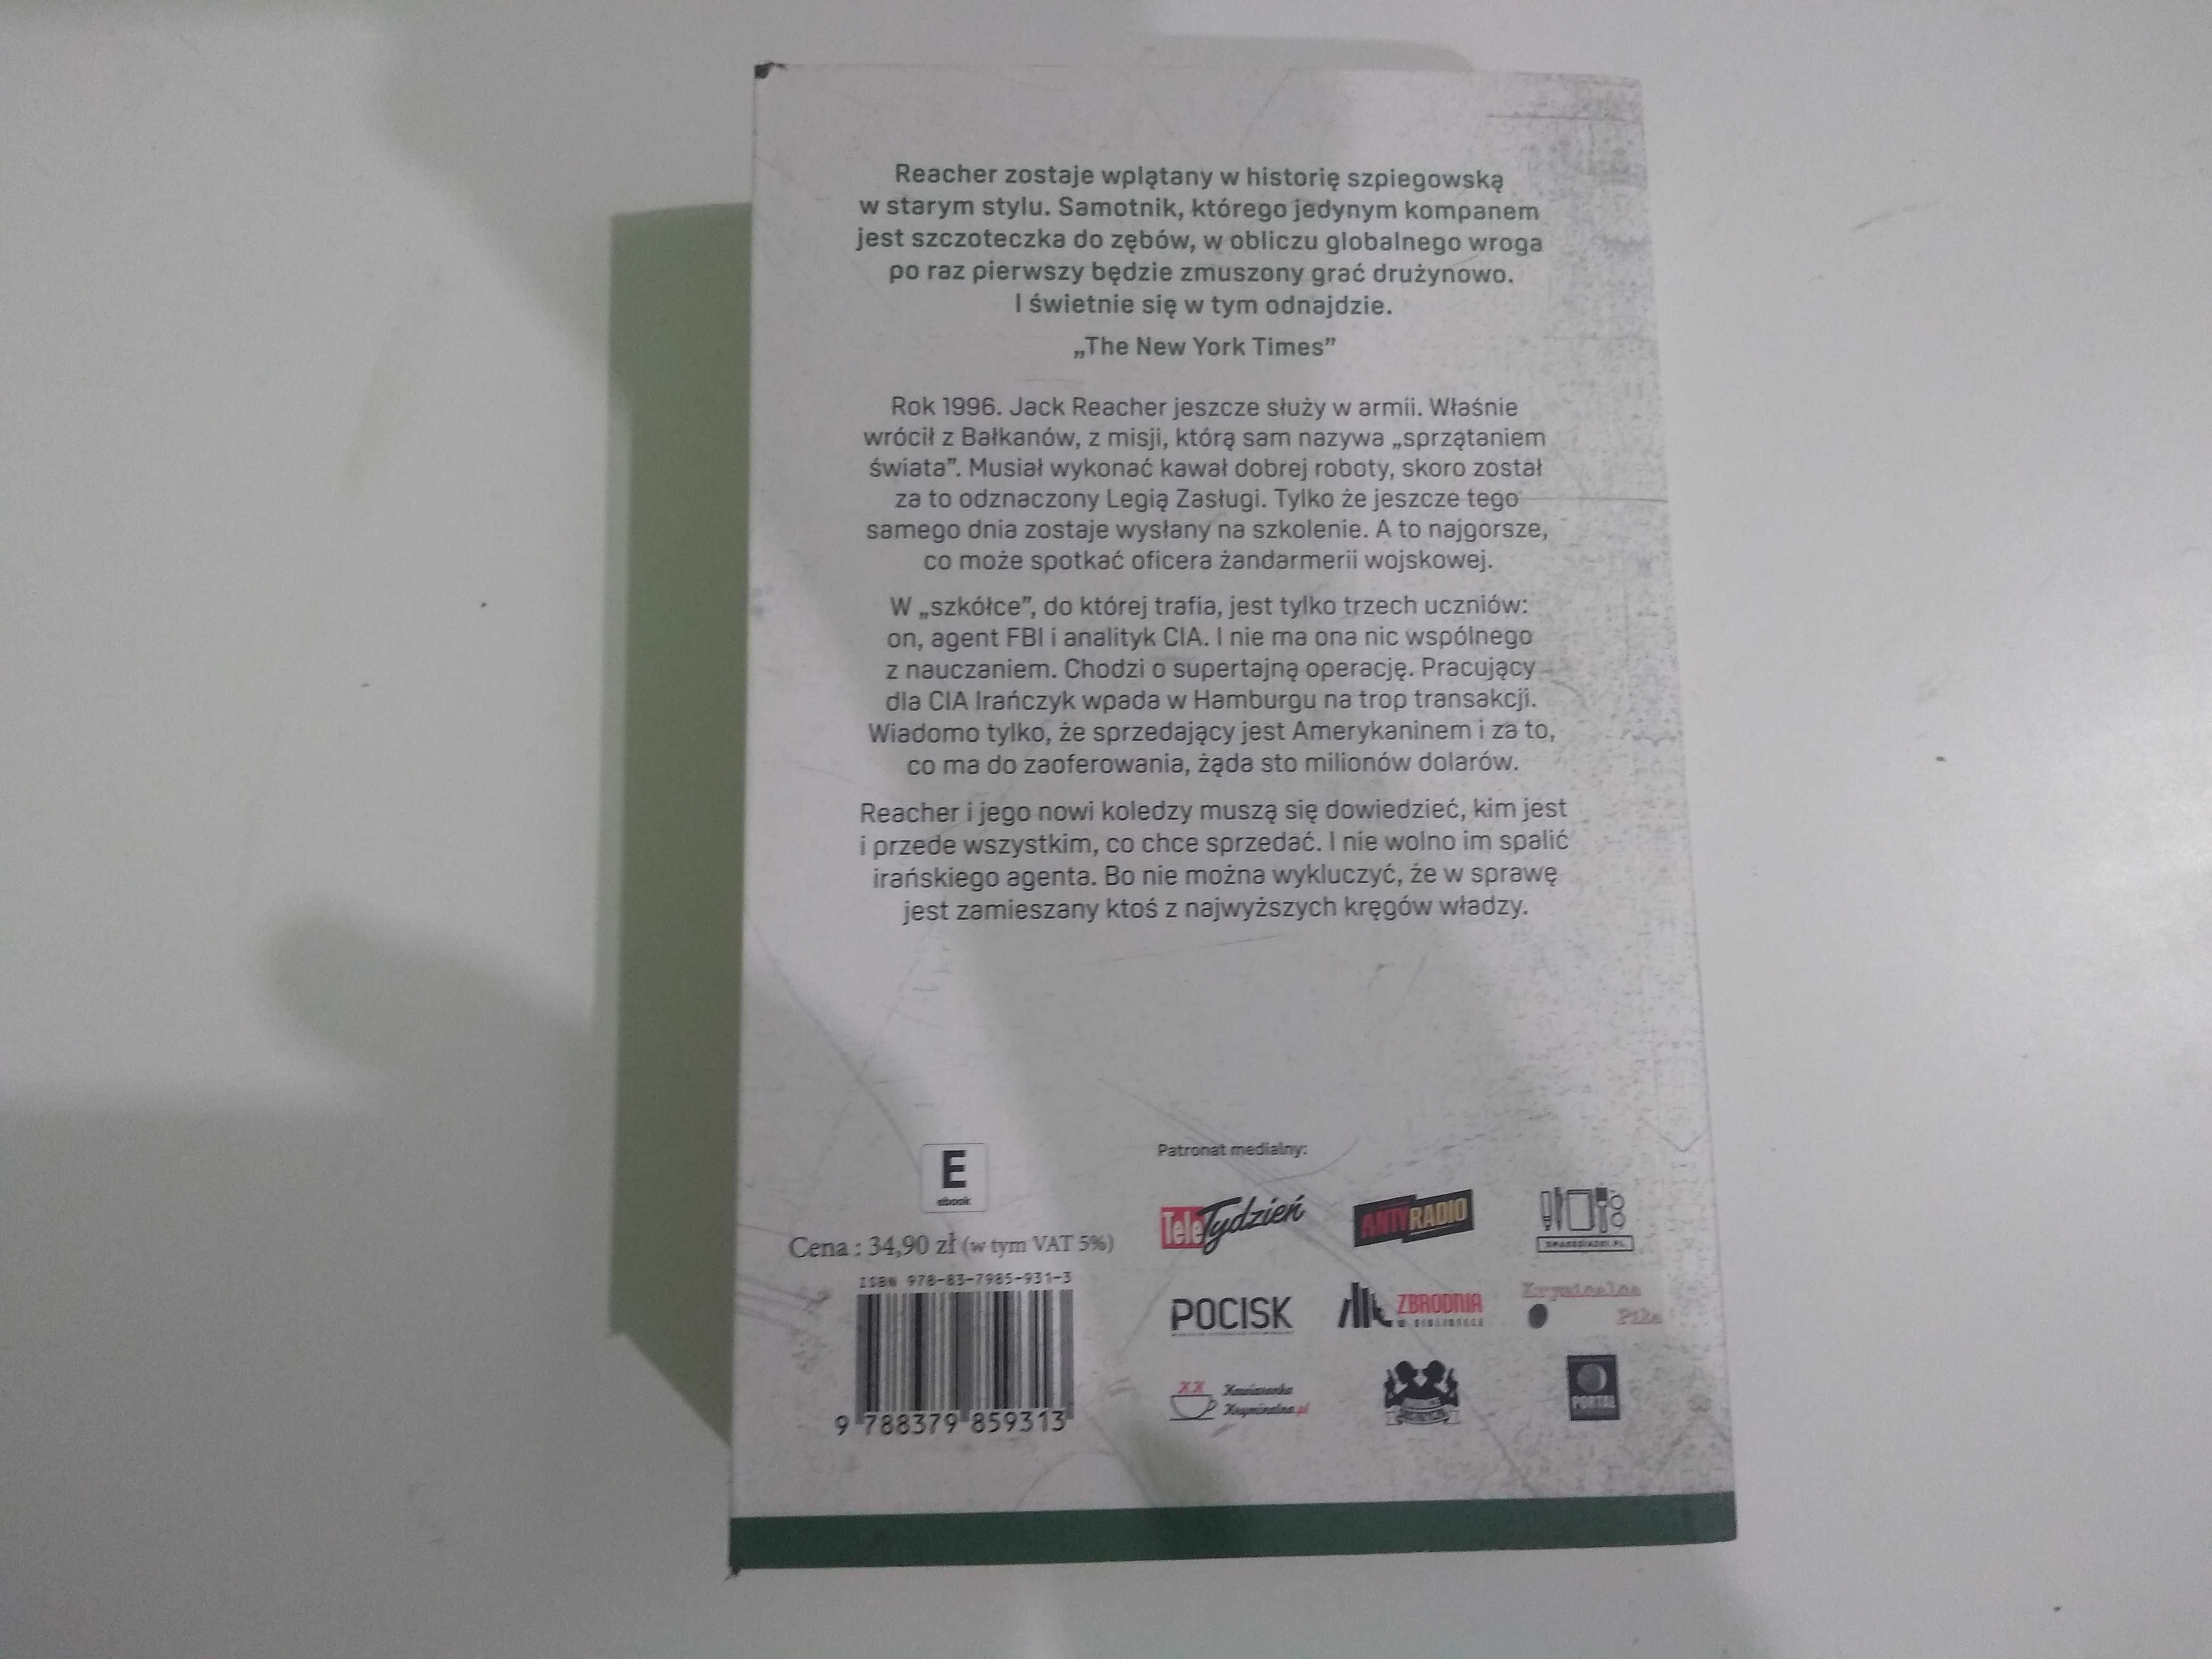 Reacher zostaje wplątany w historię szpiegowską
w starym stylu. Samotnik, którego jedynym kompanem
jest szczoteczka do zębów, w obliczu globalnego wroga
po raz pierwszy będzie zmuszony grać drużynowo.
I świetnie się w tym odnajdzie.
„The New York Times”
Rok 1996. Jack Reacher jeszcze służy w armii. Właśnie
wrócił z Bałkanów, z misji, którą sam nazywa „sprzątaniem
świata”. Musiał wykonać kawał dobrej roboty, skoro został
za to odznaczony Legią Zasługi. Tylko że jeszcze tego
samego dnia zostaje wysłany na szkolenie. A to najgorsze,
co może spotkać oficera żandarmerii wojskowej.
W „szkółce”, do której trafia, jest tylko trzech uczniów:
on, agent FBI i analityk CIA. I nie ma ona nic wspólnego
z nauczaniem. Chodzi o supertajną operację. Pracujący
dla CIA Irańczyk wpada w Hamburgu na trop transakcji.
Wiadomo tylko, że sprzedający jest Amerykaninem i za to,
co ma do zaoferowania, żąda sto milionów dolarów.
Reacher i jego nowi koledzy muszą się dowiedzieć, kim jest
i przede wszystkim, co chce sprzedać. I nie wolno im spalić
irańskiego agenta. Bo nie można wykluczyć, że w sprawę
jest zamieszany ktoś z najwyższych kręgów władzy.
E
ebook
Cena : 34,90 zł (w tym VAT 5%)
ISBN 978-83-7985-931-3
9 788379 859313
Patronat medialny:
TeleTydzień
ANTYRADIO
POCISK
ZBRODNIA
W BIBLIOTECE
Kryminalna
Piła
KK Kawiarenka
Kryminalna.pl
PORTAL